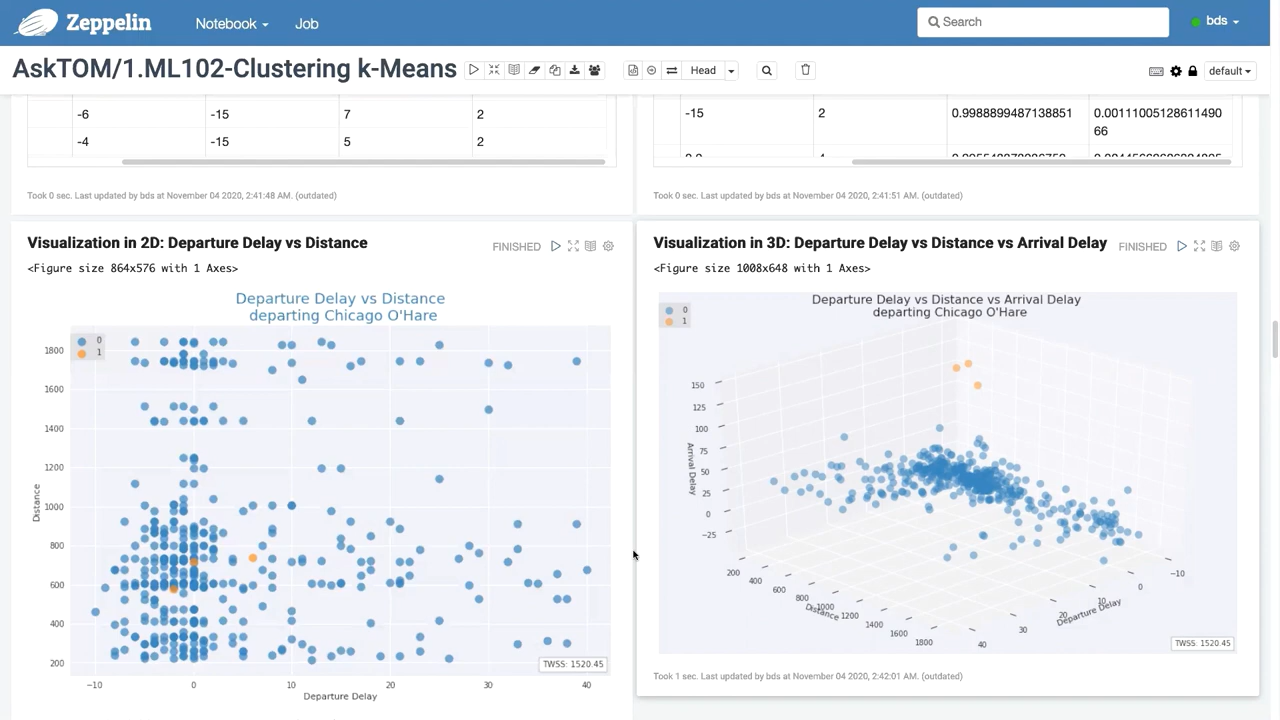 Zeppelin
Notebook
Job
Search
bds
AskTOM/1.ML102-Clustering k-Means
Head
default
-6 -15 7 2
-4 -15 5 2
-15 2 0.9988899487138851 0.00111005128611490
66
Took 0 sec. Last updated by bds at November 04 2020, 2:41:48 AM. (outdated)
Took 0 sec. Last updated by bds at November 04 2020, 2:41:51 AM. (outdated)
Visualization in 2D: Departure Delay vs Distance
FINISHED
<Figure size 864x576 with 1 Axes>
Departure Delay vs Distance
departing Chicago O'Hare
0
1
1800
1600
1400
1200
1000
800
600
400
200
Distance
−10 0 10 20 30 40
Departure Delay
TWSS: 1520.45
Visualization in 3D: Departure Delay vs Distance vs Arrival Delay
FINISHED
<Figure size 1008x648 with 1 Axes>
Departure Delay vs Distance vs Arrival Delay
departing Chicago O'Hare
0
1
150
125
100
75
50
25
0
−25
Arrival Delay
200
400
600
800
1000
1200
1400
1600
1800
Distance
40
30
20
10
0
−10
Departure Delay
TWSS: 1520.45
Took 1 sec. Last updated by bds at November 04 2020, 2:42:01 AM. (outdated)